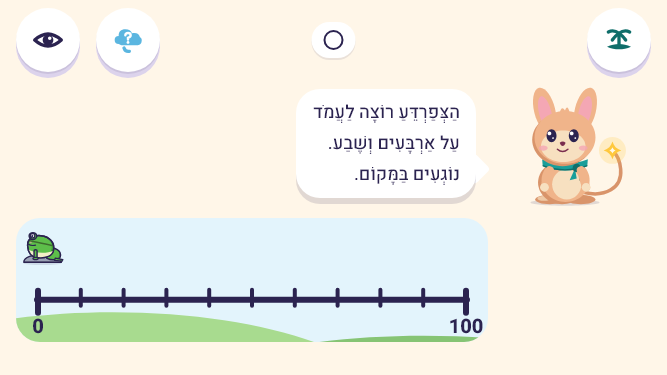 הַצְּפַרְדֵּעַ רוֹצָה לַעֲמֹד
עַל אַרְבָּעִים וְשֶׁבַע.
נוֹגְעִים בַּמָּקוֹם.
0
100
?